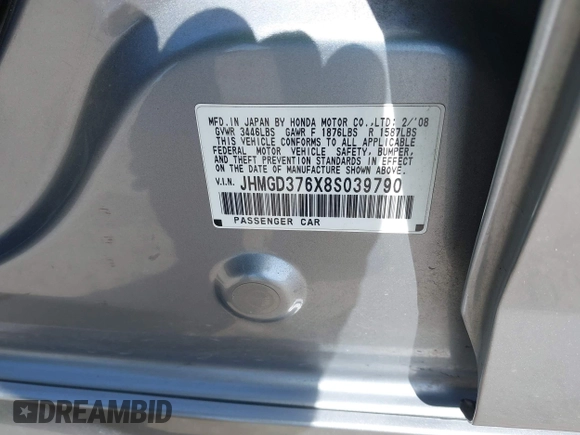 MFD. IN JAPAN BY HONDA MOTOR CO.,LTD: 2/'08
GVWR 3446LBS GAWR F 1876LBS R 1587LBS
THIS VEHICLE CONFORMS TO ALL APPLICABLE
FEDERAL MOTOR VEHICLE SAFETY, BUMPER,
AND THEFT PREVENTION STANDARDS IN EFFECT
ON THE DATE OF MANUFACTURE SHOWN ABOVE.
V.I.N. JHMGD376X8S039790
PASSENGER CAR
DREAMBID